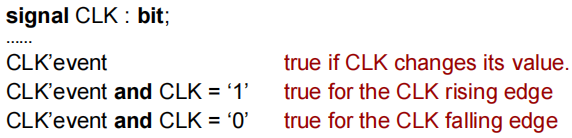 signal CLK : bit;
......
CLK’event true if CLK changes its value.
CLK’event and CLK = ‘1’ true for the CLK rising edge
CLK’event and CLK = ‘0’ true for the CLK falling edge